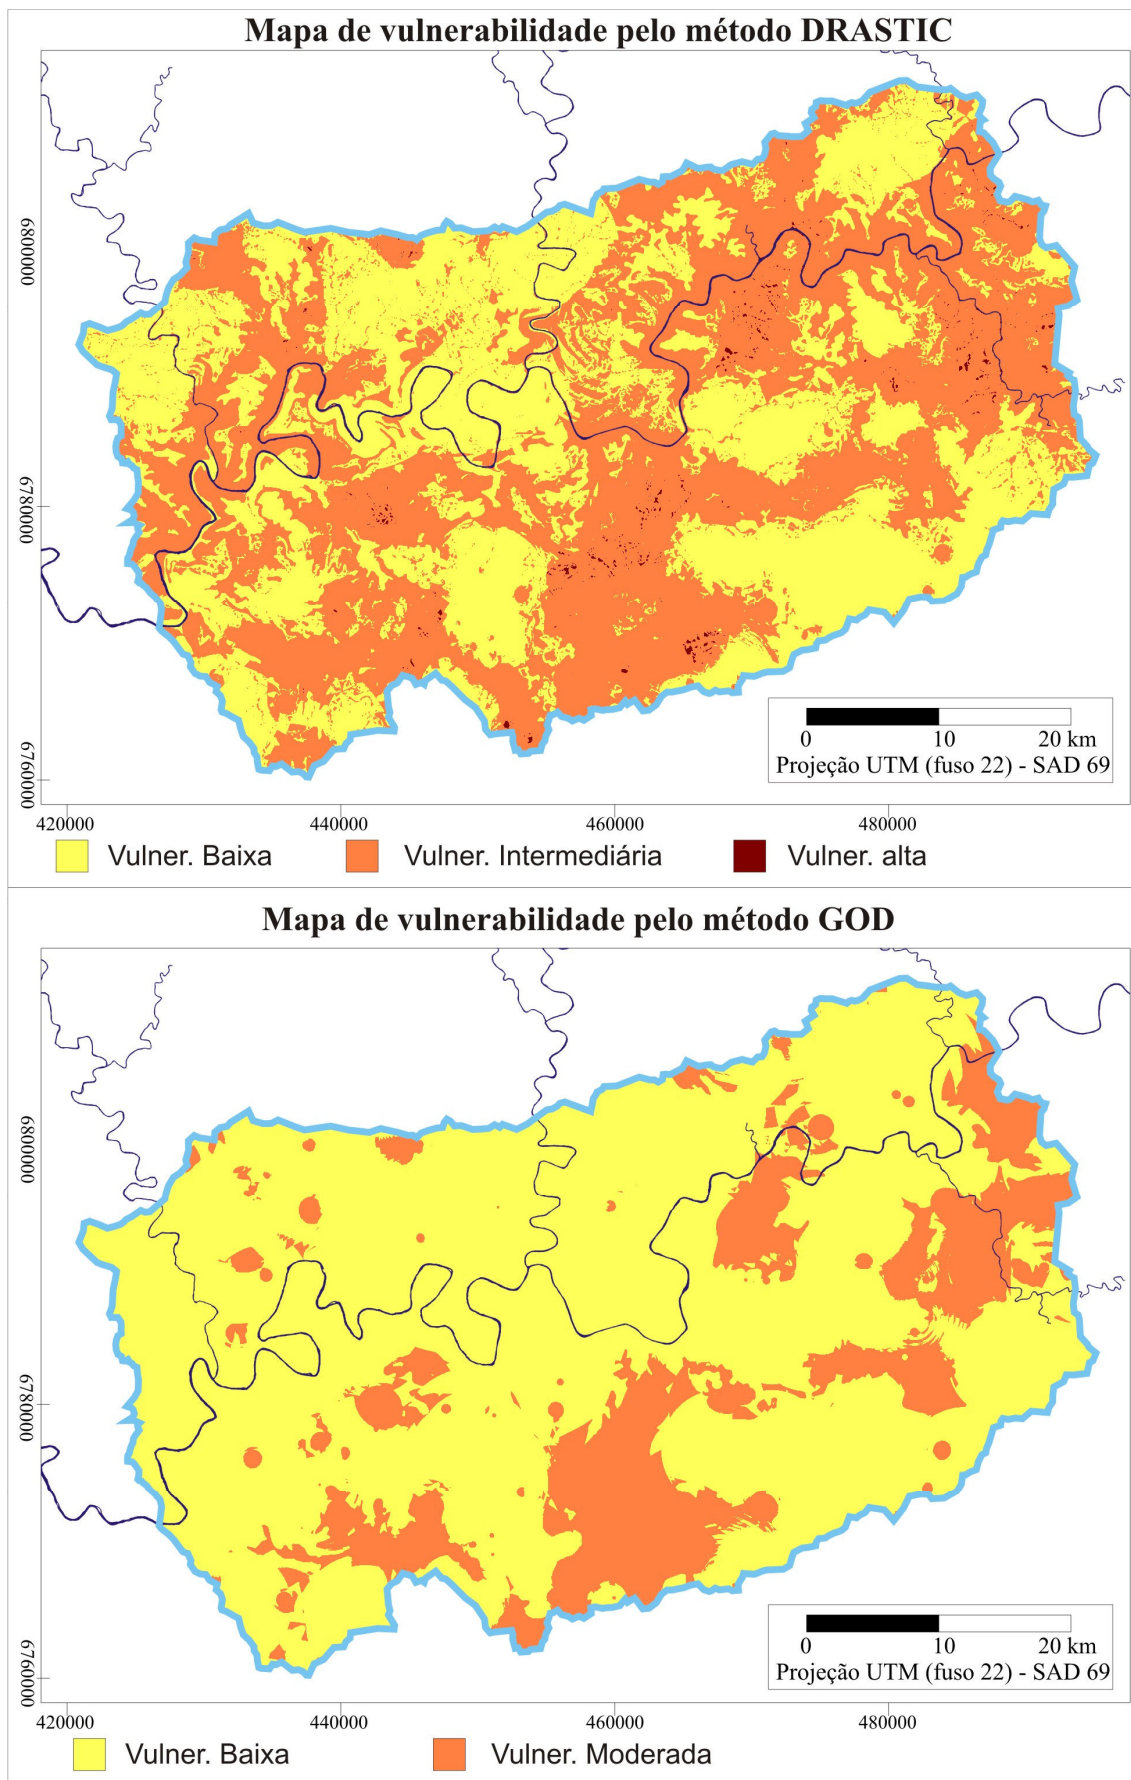 Mapa de vulnerabilidade pelo método DRASTIC
6800000
6780000
6760000
0 10 20 km
Projeção UTM (fuso 22) - SAD 69
420000 440000 460000 480000
Vulner. Baixa Vulner. Intermediáría Vulner. alta
Mapa de vulnerabilidade pelo método GOD
6800000
6780000
6760000
0 10 20 km
Projeção UTM (fuso 22) - SAD 69
420000 440000 460000 480000
Vulner. Baixa Vulner. Moderada